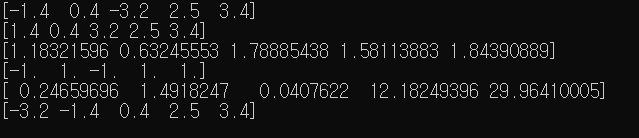 [-1.4  0.4 -3.2  2.5  3.4]
[1.4 0.4 3.2 2.5 3.4]
[1.18321596 0.63245553 1.78885438 1.58113883 1.84390889]
[-1.  1. -1.  1.  1.]
[ 0.24659696  1.4918247   0.0407622  12.18249396 29.96410005]
[-3.2 -1.4  0.4  2.5  3.4]